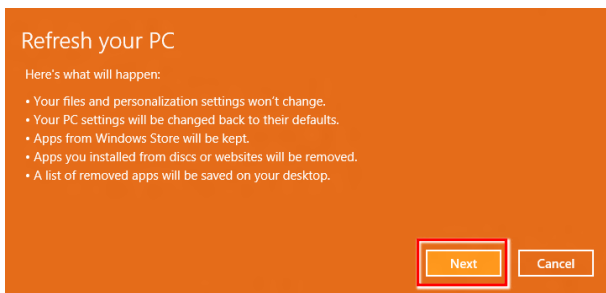 Refresh your PC
Here's what will happen:
• Your files and personalization settings won't change.
• Your PC settings will be changed back to their defaults.
• Apps from Windows Store will be kept.
• Apps you installed from discs or websites will be removed.
• A list of removed apps will be saved on your desktop.
Next Cancel